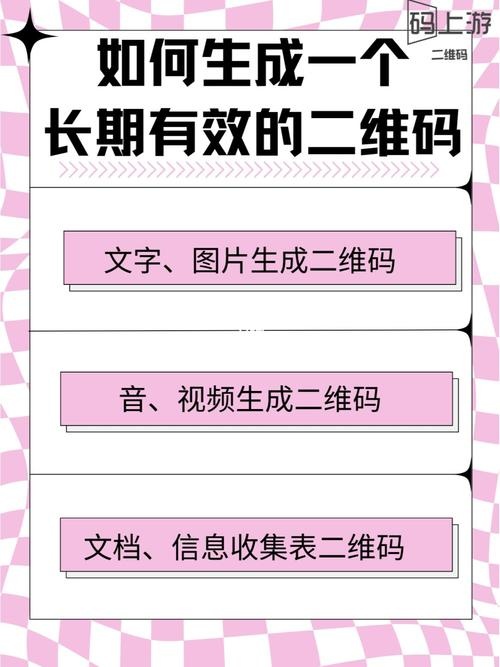 码上游
二维码
如何生成一个
长期有效的二维码
文字、图片生成二维码
音、视频生成二维码
文档、信息收集表二维码